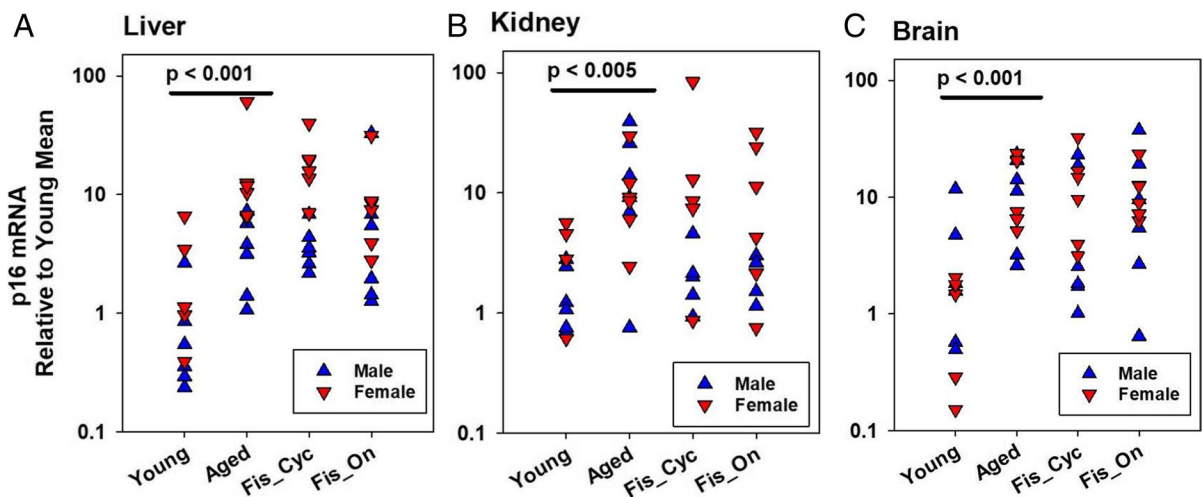 A
Liver
p16 mRNA
Relative to Young Mean
100
10
1
0.1
p < 0.001
Male
Female
Young
Aged
Fis_Cyc
Fis_On
B
Kidney
100
10
1
0.1
p < 0.005
Male
Female
Young
Aged
Fis_Cyc
Fis_On
C
Brain
100
10
1
0.1
p < 0.001
Male
Female
Young
Aged
Fis_Cyc
Fis_On